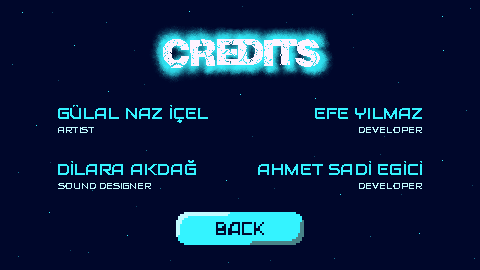 CREDITS
GÜLAL NAZ İÇEL
ARTIST
EFE YILMAZ
DEVELOPER
DİLARA AKDAĞ
SOUND DESIGNER
AHMET SADİ EGİCİ
DEVELOPER
BACK